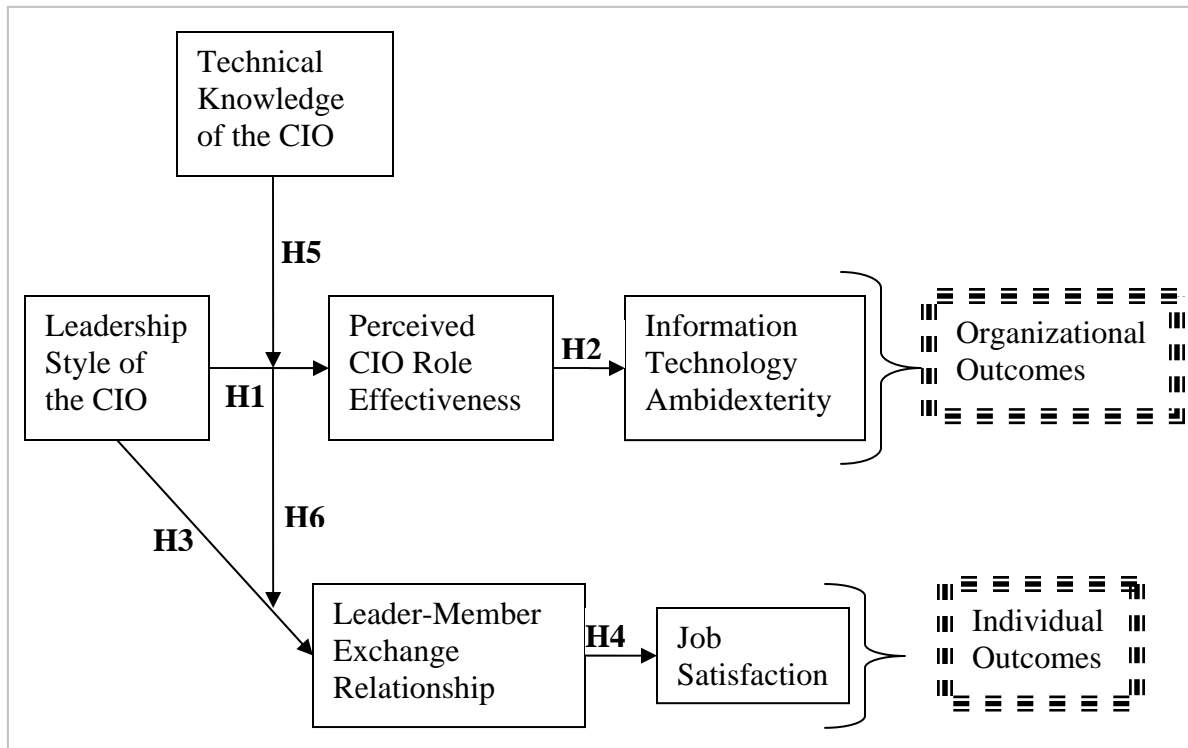 Technical
Knowledge
of the CIO
H5
Leadership
Style of
the CIO
H1
Perceived
CIO Role
Effectiveness
H2
Information
Technology
Ambidexterity
Organizational
Outcomes
H3
H6
Leader-Member
Exchange
Relationship
H4
Job
Satisfaction
Individual
Outcomes